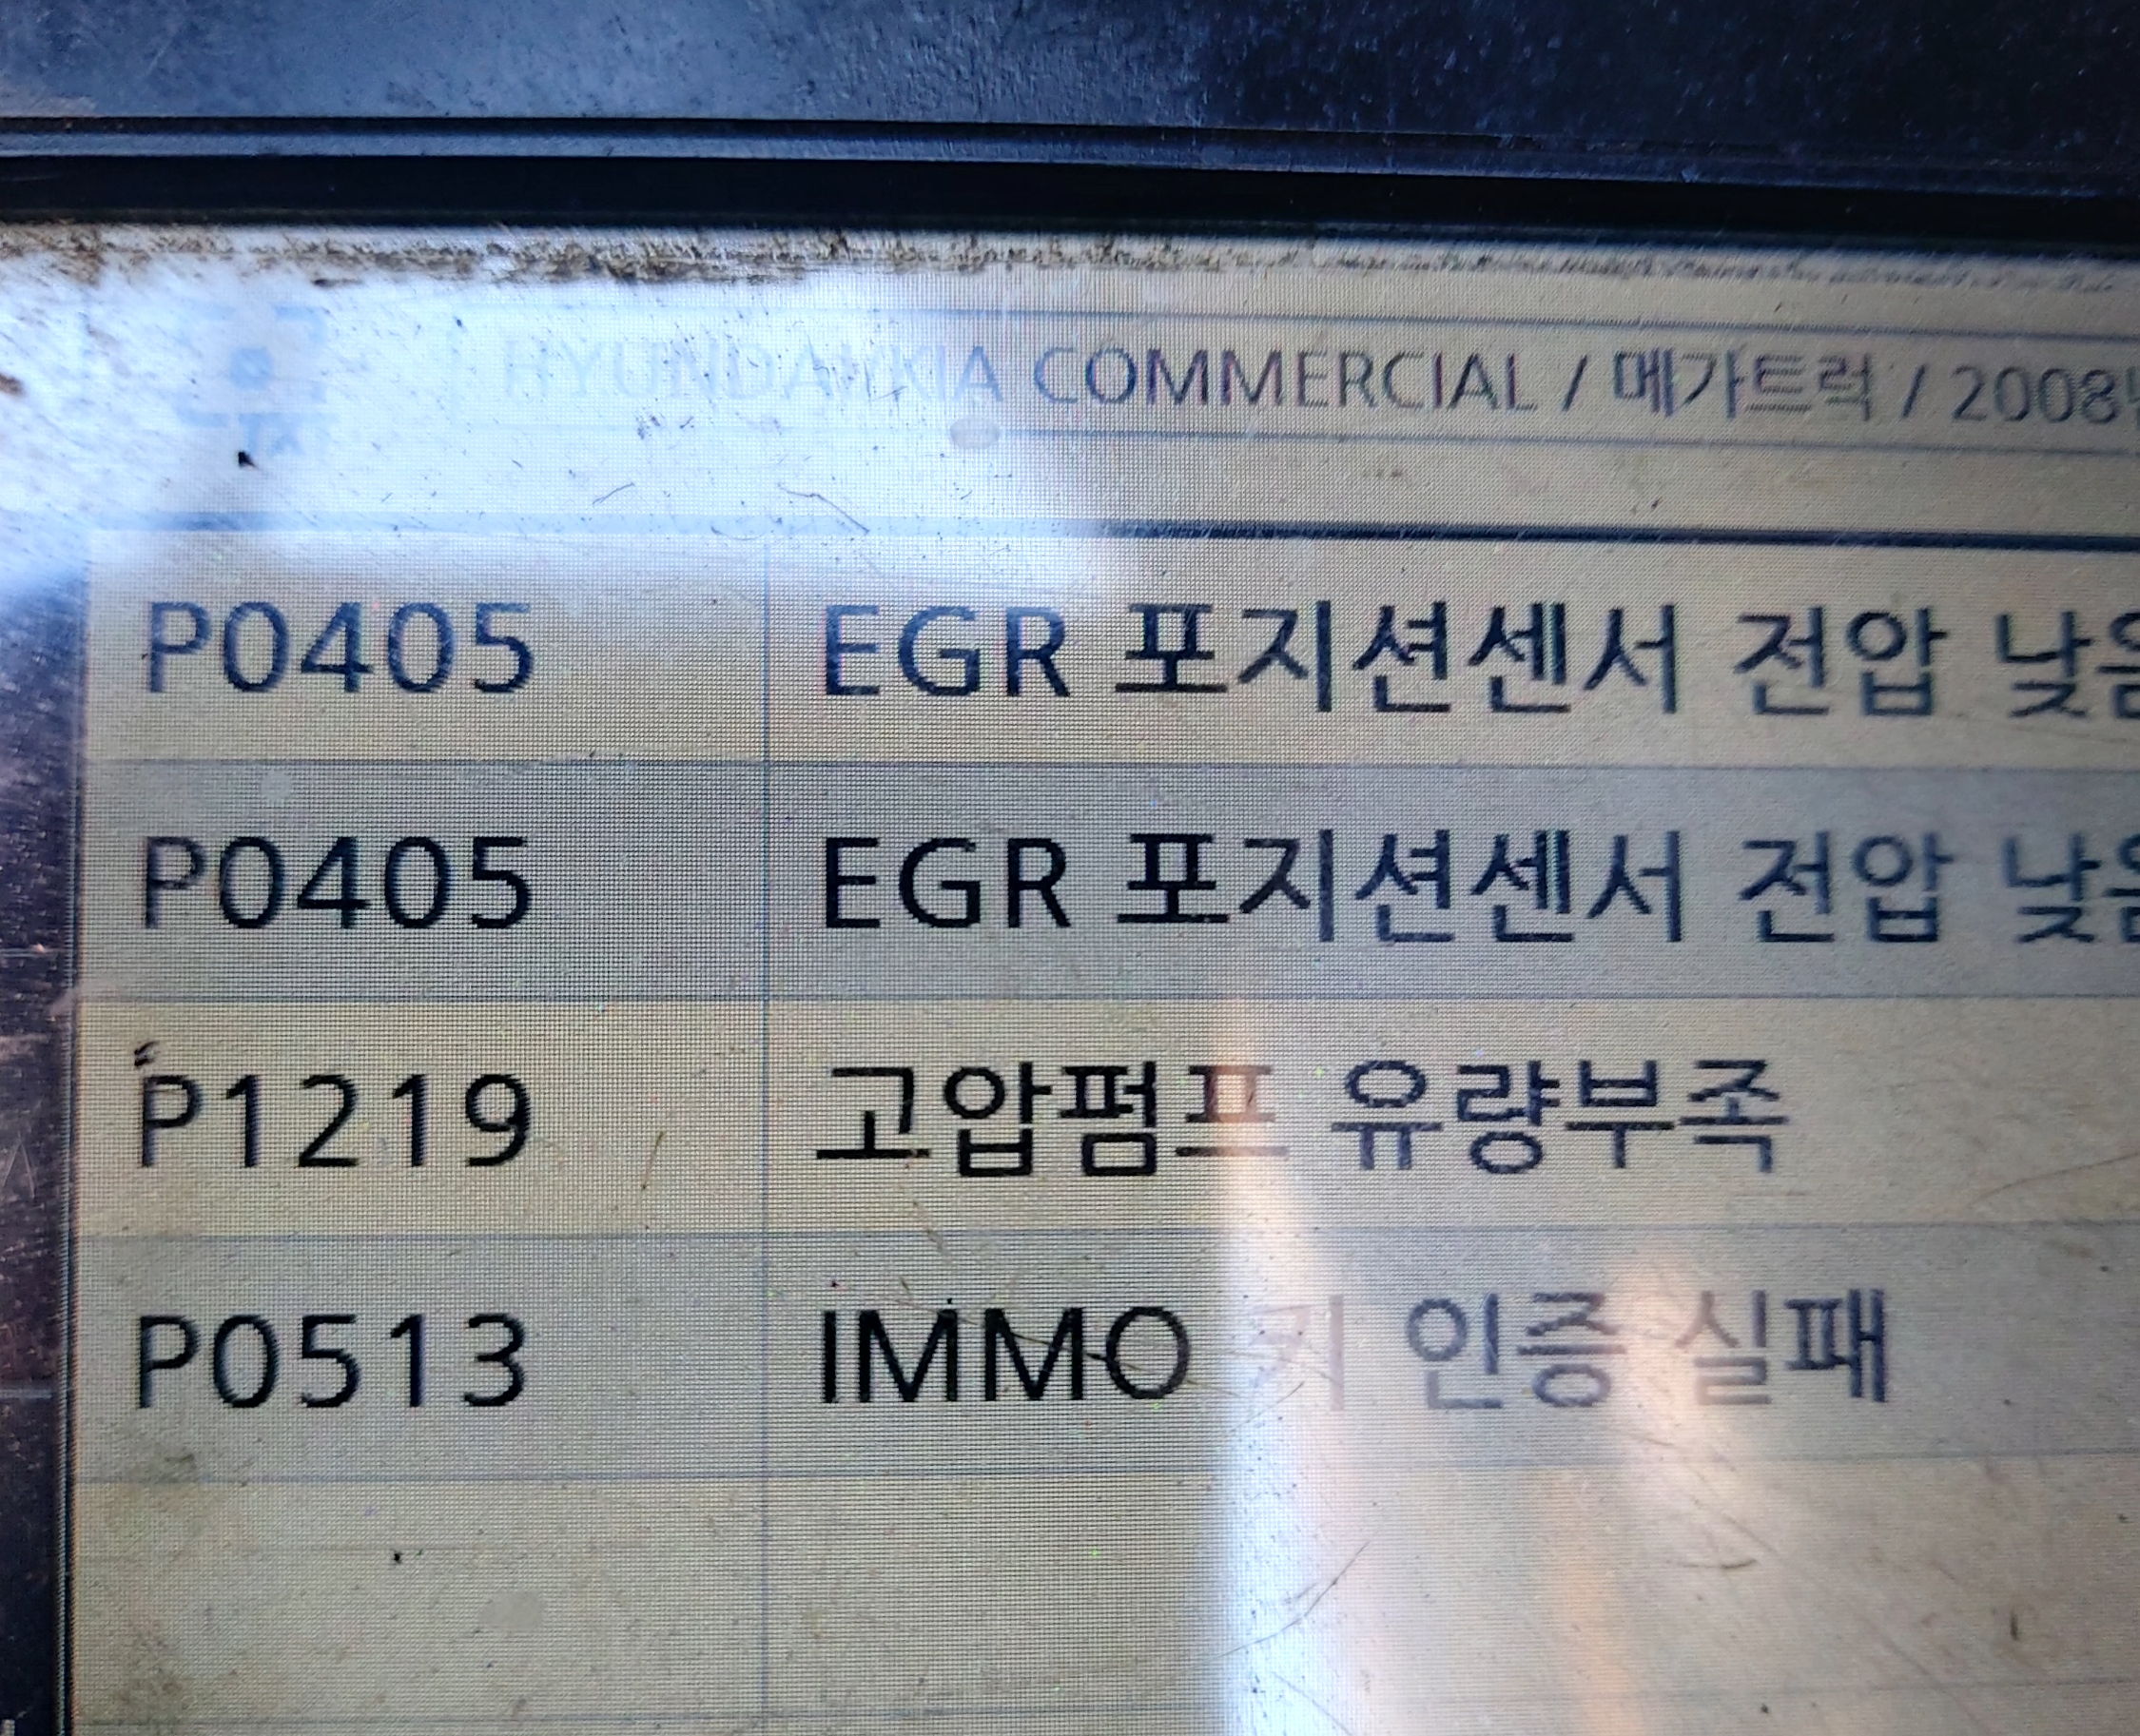 HYUNDAI/KIA COMMERCIAL / 메가트럭 / 2008
P0405 EGR 포지션센서 전압 낮음
P0405 EGR 포지션센서 전압 낮음
P1219 고압펌프 유량부족
P0513 IMMO 키 인증 실패